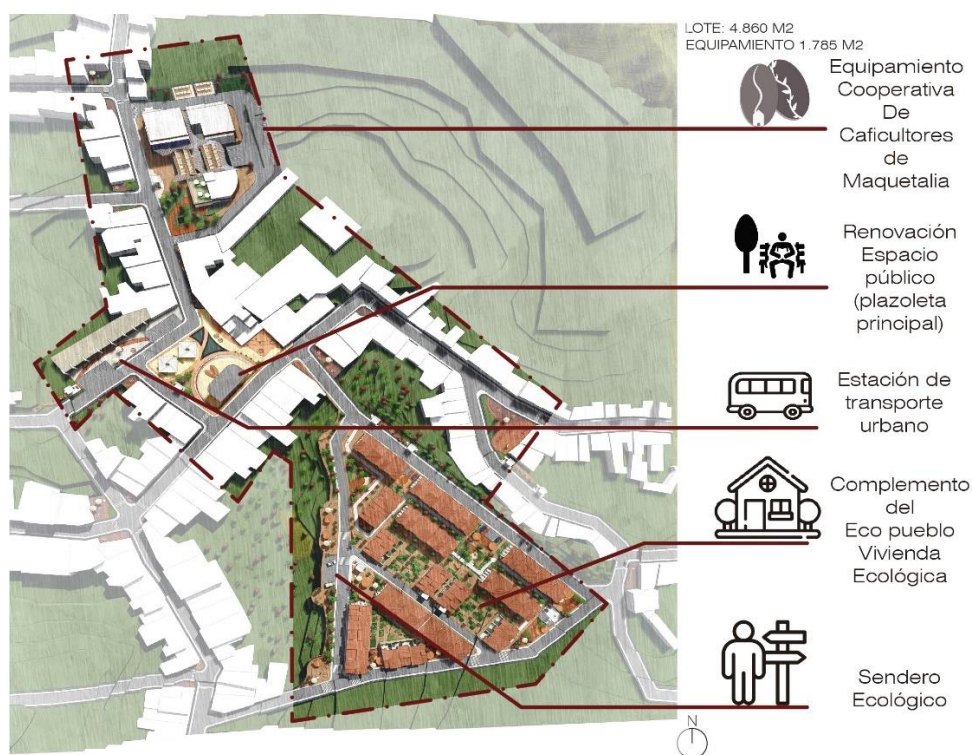 LOTE: 4.860 M2
EQUIPAMIENTO 1.785 M2
Equipamiento
Cooperativa
De
Caficultores
de
Maquetalia
Renovación
Espacio
público
(plazoleta
principal)
Estación de
transporte
urbano
Complemento
del
Eco pueblo
Vivienda
Ecológica
Sendero
Ecológico
N